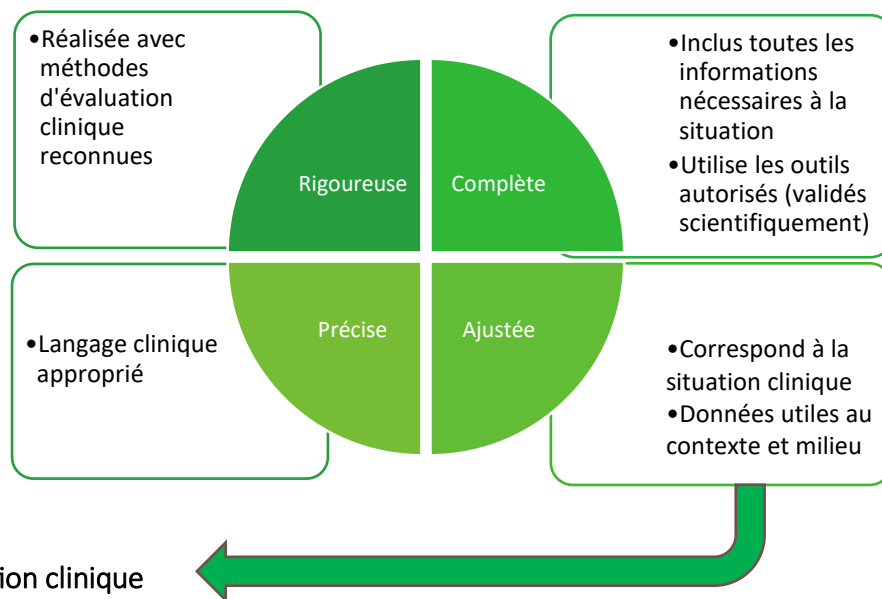 •Réalisée avec
méthodes
d'évaluation
clinique
reconnues
•Inclus toutes les
informations
nécessaires à la
situation
•Utilise les outils
autorisés (validés
scientifiquement)
Rigoureuse
Complète
Précise
Ajustée
•Langage clinique
approprié
•Correspond à la
situation clinique
•Données utiles au
contexte et milieu
tion clinique